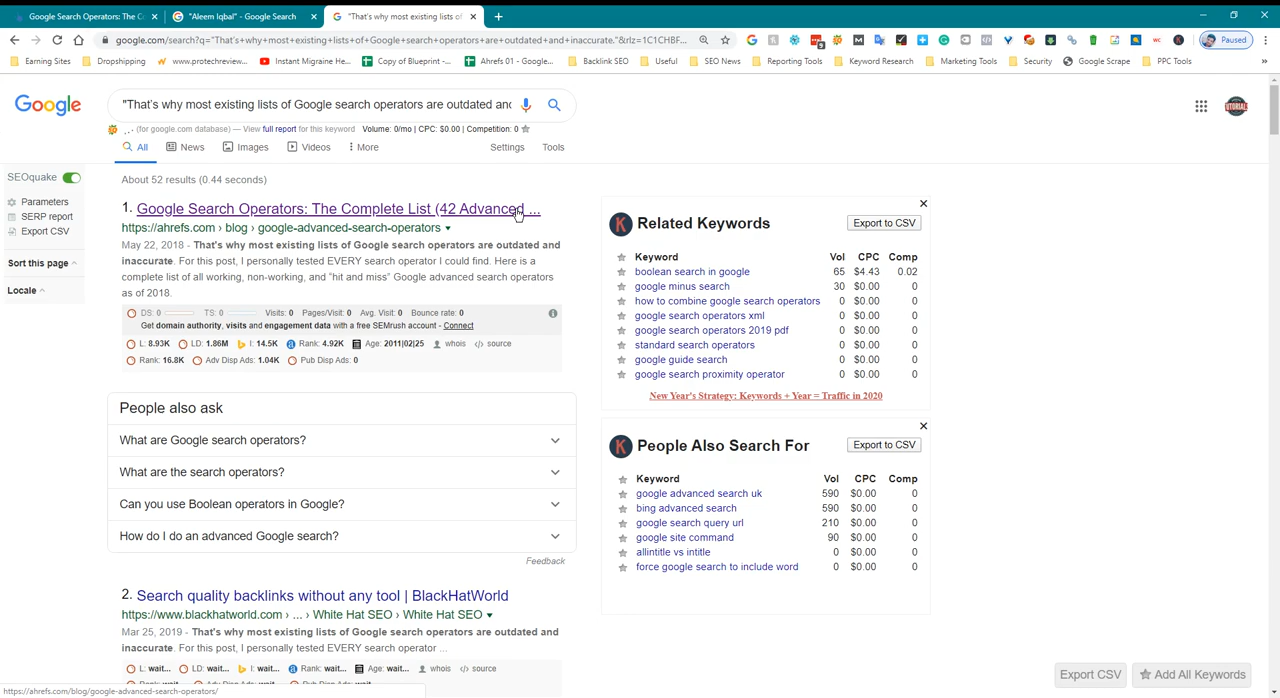 Google Search Operators: The C
"Aleem Iqbal" - Google Search
"That's why most existing lists of
google.com/search?q="That's+why+most+existing+lists+of+Google+search+operators+are+outdated+and+inaccurate."&rlz=1C1CHBF...
Paused
Earning Sites
Dropshipping
www.protechreview...
Instant Migraine He...
Copy of Blueprint -...
Ahrefs 01 - Google...
Backlink SEO
Useful
SEO News
Reporting Tools
Keyword Research
Marketing Tools
Security
Google Scrape
PPC Tools
»
Google
"That's why most existing lists of Google search operators are outdated and
(for google.com database) — View full report for this keyword Volume: 0/mo | CPC: $0.00 | Competition: 0
All
News
Images
Videos
More
Settings
Tools
SEOquake
Parameters
SERP report
Export CSV
Sort this page
Locale
About 52 results (0.44 seconds)
1. Google Search Operators: The Complete List (42 Advanced ...
https://ahrefs.com › blog › google-advanced-search-operators
May 22, 2018 - That's why most existing lists of Google search operators are outdated and
inaccurate. For this post, I personally tested EVERY search operator I could find. Here is a
complete list of all working, non-working, and "hit and miss" Google advanced search operators
as of 2018.
DS: 0 TS: 0 Visits: 0 Pages/Visit: 0 Avg. Visit: 0 Bounce rate: 0
Get domain authority, visits and engagement data with a free SEMrush account - Connect
L: 8.93K LD: 1.86M I: 14.5K Rank: 4.92K Age: 2011|02|25 whois source
Rank: 16.8K Adv Disp Ads: 1.04K Pub Disp Ads: 0
People also ask
What are Google search operators?
What are the search operators?
Can you use Boolean operators in Google?
How do I do an advanced Google search?
Feedback
2. Search quality backlinks without any tool | BlackHatWorld
https://www.blackhatworld.com › ... › White Hat SEO › White Hat SEO
Mar 25, 2019 - That's why most existing lists of Google search operators are outdated and
inaccurate. For this post, I personally tested EVERY search operator ...
L: wait... LD: wait... I: wait... Rank: wait... Age: wait... whois source
https://ahrefs.com/blog/google-advanced-search-operators/
Related Keywords
Export to CSV
Keyword Vol CPC Comp
boolean search in google 65 $4.43 0.02
google minus search 30 $0.00 0
how to combine google search operators 0 $0.00 0
google search operators xml 0 $0.00 0
google search operators 2019 pdf 0 $0.00 0
standard search operators 0 $0.00 0
google guide search 0 $0.00 0
google search proximity operator 0 $0.00 0
New Year's Strategy: Keywords + Year = Traffic in 2020
People Also Search For
Export to CSV
Keyword Vol CPC Comp
google advanced search uk 590 $0.00 0
bing advanced search 590 $0.00 0
google search query url 210 $0.00 0
google site command 90 $0.00 0
allintitle vs intitle 0 $0.00 0
force google search to include word 0 $0.00 0
Export CSV
Add All Keywords